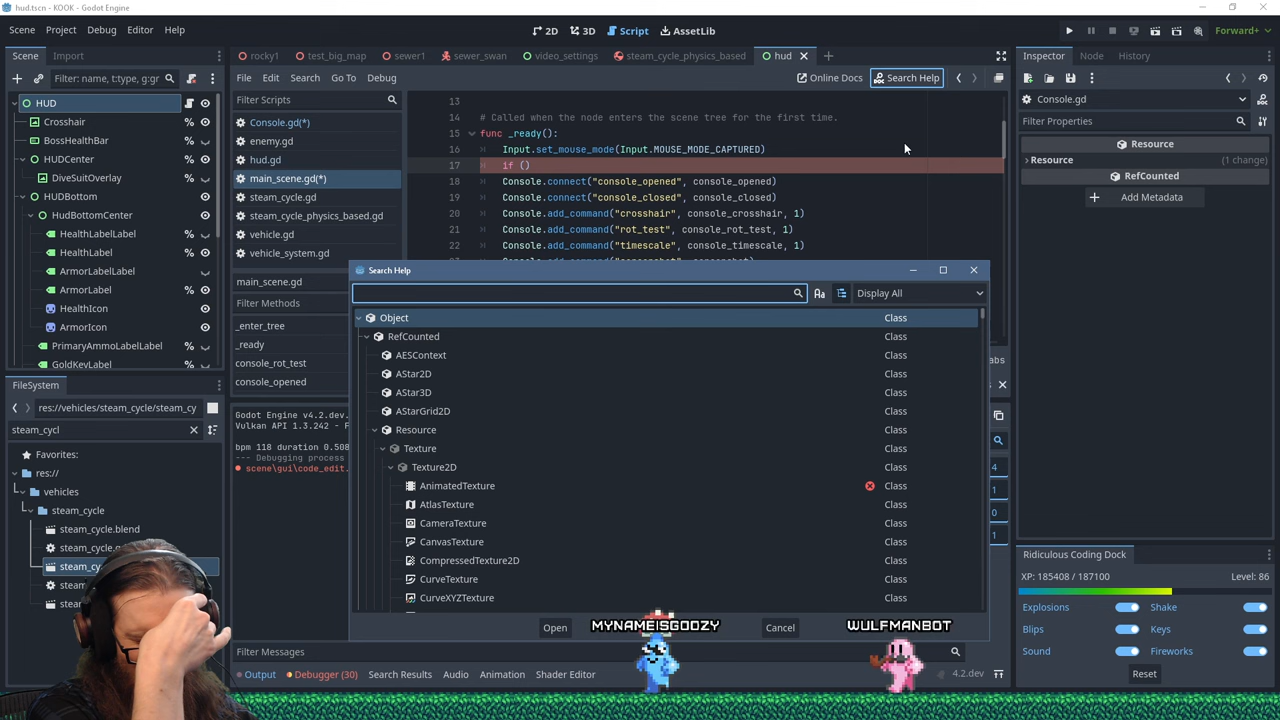 hud.tscn - KOOK - Godot Engine
Scene Project Debug Editor Help
2D 3D Script AssetLib
Forward+
Scene Import
rocky1 test_big_map sewer1 sewer_swan video_settings steam_cycle_physics_based hud
Inspector Node History
Filter: name, t:type, g:gr
File Edit Search Go To Debug
Online Docs Search Help
HUD
Crosshair
BossHealthBar
HUDCenter
DiveSuitOverlay
HUDBottom
HudBottomCenter
HealthLabelLabel
HealthLabel
ArmorLabelLabel
ArmorLabel
HealthIcon
ArmorIcon
PrimaryAmmoLabelLabel
GoldKeyLabel
Filter Scripts
Console.gd(*)
enemy.gd
hud.gd
main_scene.gd(*)
steam_cycle.gd
steam_cycle_physics_based.gd
vehicle.gd
vehicle_system.gd
main_scene.gd
Filter Methods
_enter_tree
_ready
console_rot_test
console_opened
13
14 # Called when the node enters the scene tree for the first time.
15 func _ready():
16 Input.set_mouse_mode(Input.MOUSE_MODE_CAPTURED)
17 if ()
18 Console.connect("console_opened", console_opened)
19 Console.connect("console_closed", console_closed)
20 Console.add_command("crosshair", console_crosshair, 1)
21 Console.add_command("rot_test", console_rot_test, 1)
22 Console.add_command("timescale", console_timescale, 1)
Search Help
Display All
Object Class
RefCounted Class
AESContext Class
AStar2D Class
AStar3D Class
AStarGrid2D Class
Resource Class
Texture Class
Texture2D Class
AnimatedTexture Class
AtlasTexture Class
CameraTexture Class
CanvasTexture Class
CompressedTexture2D Class
CurveTexture Class
CurveXYZTexture Class
Open Cancel
MYNAMEISGODZY
WULFMANBOT
FileSystem
res://vehicles/steam_cycle/steam_cy
steam_cycl
Favorites:
res://
vehicles
steam_cycle
steam_cycle.blend
steam_cycle.g
steam_cy
steam
steam
Godot Engine v4.2.dev.
Vulkan API 1.3.242 - F
bpm 118 duration 0.508
--- Debugging process
scene\gui\code_edit.
abs
4
1
0
1
Filter Messages
Output Debugger (30) Search Results Audio Animation Shader Editor
4.2.dev
Console.gd
Filter Properties
Resource
Resource (1 change)
RefCounted
Add Metadata
Ridiculous Coding Dock
XP: 185408 / 187100 Level: 86
Explosions Shake
Blips Keys
Sound Fireworks
Reset